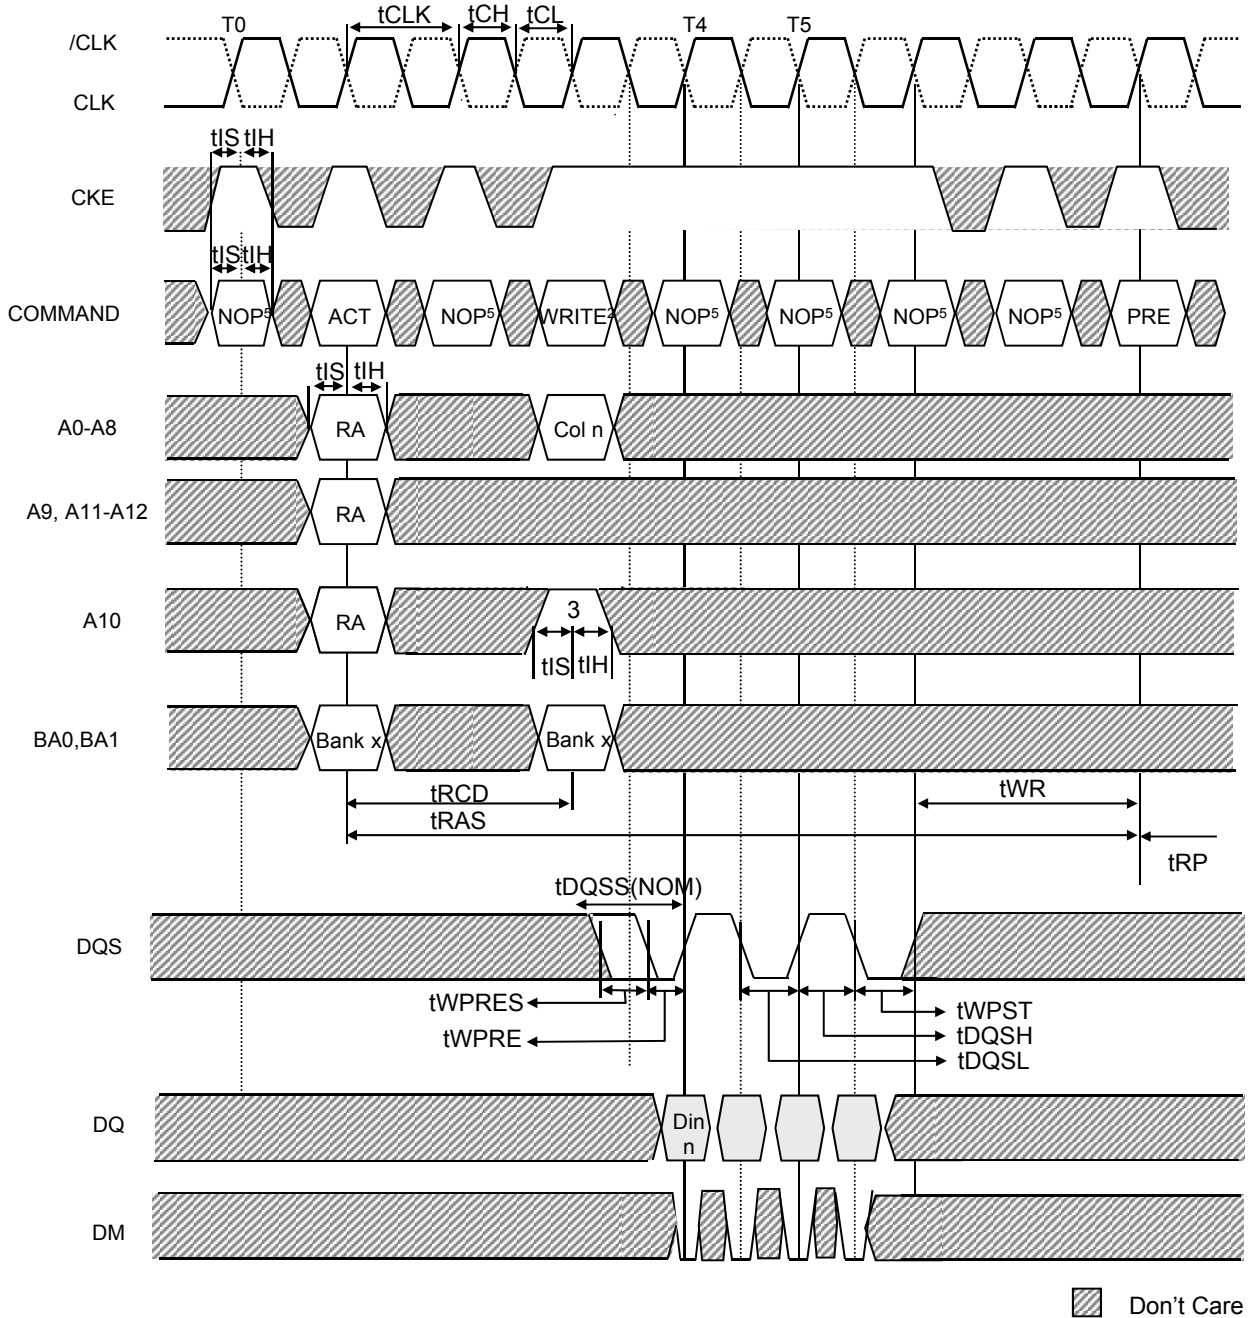 T0 tCLK tCH tCL T4 T5
/CLK
CLK
tIS tIH
CKE
tIS tIH
COMMAND NOP⁵ ACT NOP⁵ WRITE² NOP⁵ NOP⁵ NOP⁵ NOP⁵ PRE
tIS tIH
A0-A8 RA Col n
A9, A11-A12 RA
A10 RA 3
tIS tIH
BA0,BA1 Bank x Bank x
tRCD tWR
tRAS
tRP
tDQSS(NOM)
DQS
tWPRES tWPST
tWPRE tDQSH
tDQSL
DQ Din
n
DM
Don't Care